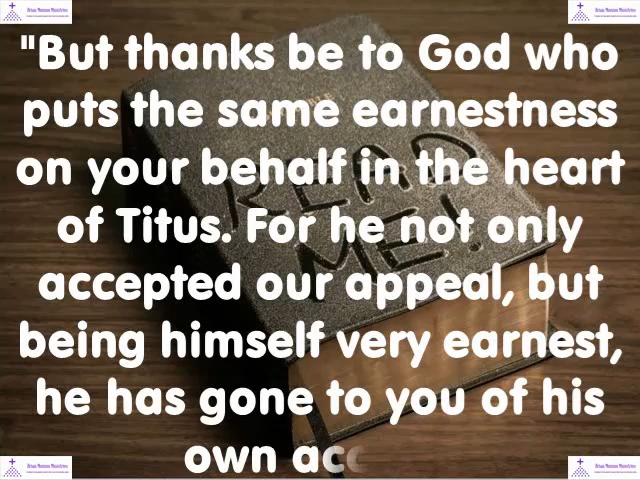 "But thanks be to God who
puts the same earnestness
on your behalf in the heart
of Titus. For he not only
accepted our appeal, but
being himself very earnest,
he has gone to you of his
own acc
READ
ME!